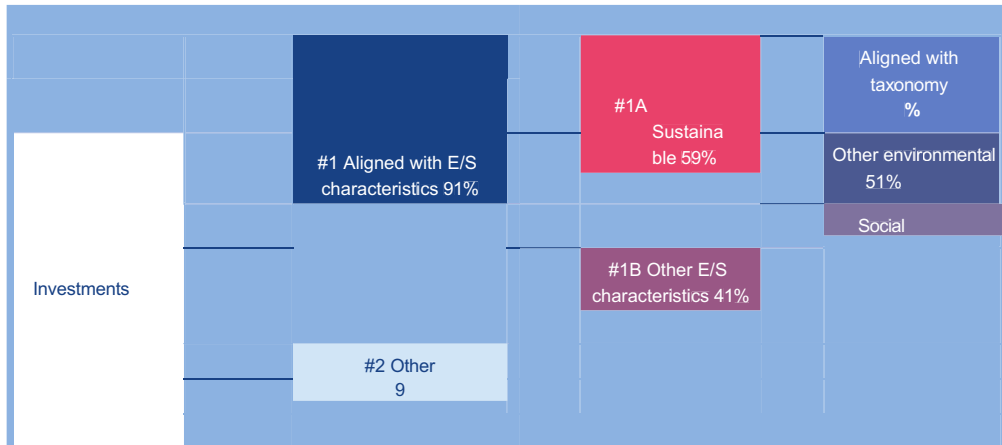 Investments
#1 Aligned with E/S
characteristics 91%
#2 Other
9
#1A
Sustaina
ble 59%
#1B Other E/S
characteristics 41%
Aligned with
taxonomy
%
Other environmental
51%
Social